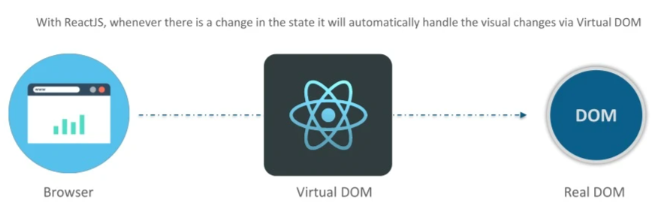 With ReactJS, whenever there is a change in the state it will automatically handle the visual changes via Virtual DOM
DOM
Browser
Virtual DOM
Real DOM